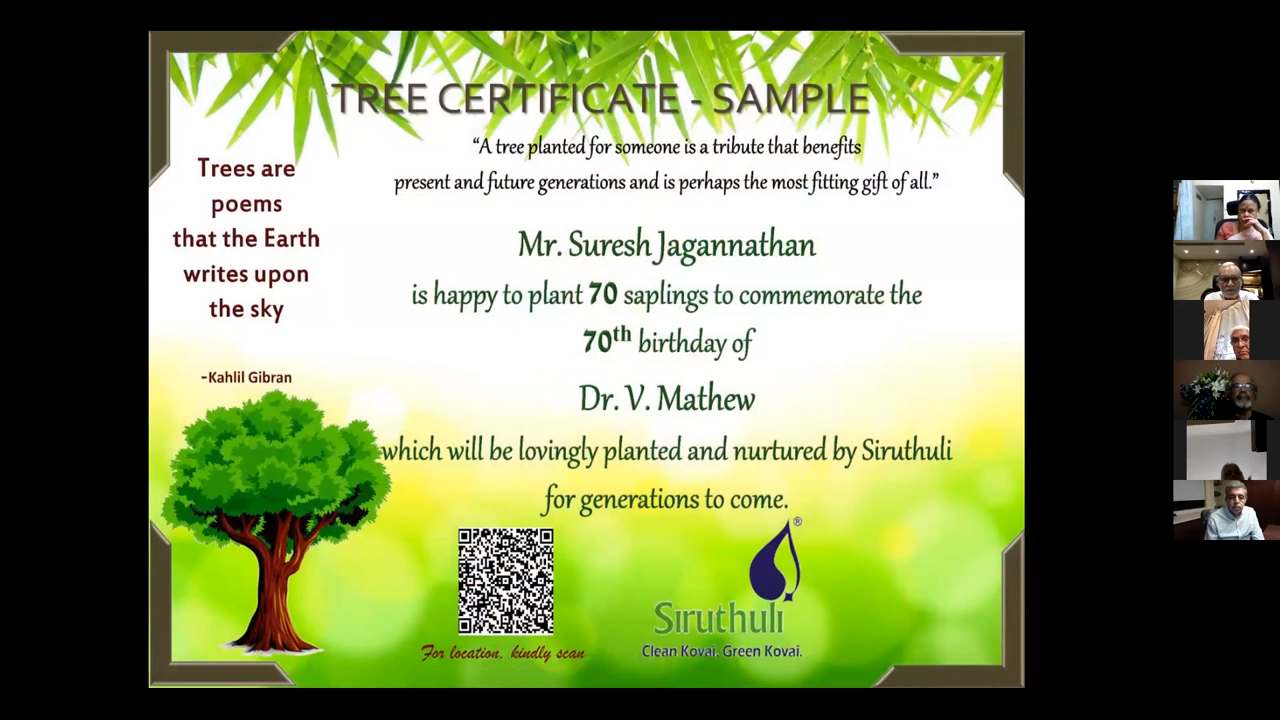 TREE CERTIFICATE - SAMPLE
“A tree planted for someone is a tribute that benefits
present and future generations and is perhaps the most fitting gift of all.”
Trees are
poems
that the Earth
writes upon
the sky
-Kahlil Gibran
Mr. Suresh Jagannathan
is happy to plant 70 saplings to commemorate the
70th birthday of
Dr. V. Mathew
which will be lovingly planted and nurtured by Siruthuli
for generations to come.
For location, kindly scan
®
Siruthuli
Clean Kovai. Green Kovai.